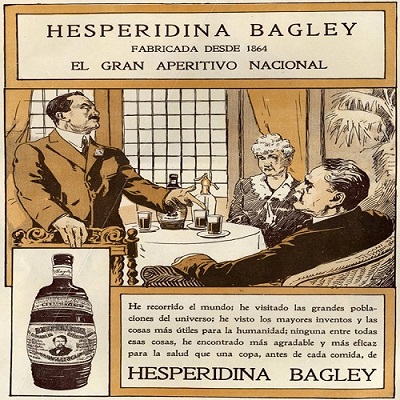 HESPERIDINA BAGLEY
FABRICADA DESDE 1864
EL GRAN APERITIVO NACIONAL
He recorrido el mundo; he visitado las grandes pobla-
ciones del universo; he visto los mayores inventos y las
cosas más útiles para la humanidad; ninguna entre todas
esas cosas, he encontrado más agradable y más eficaz
para la salud que una copa, antes de cada comida, de
HESPERIDINA BAGLEY
HESPERIDINA